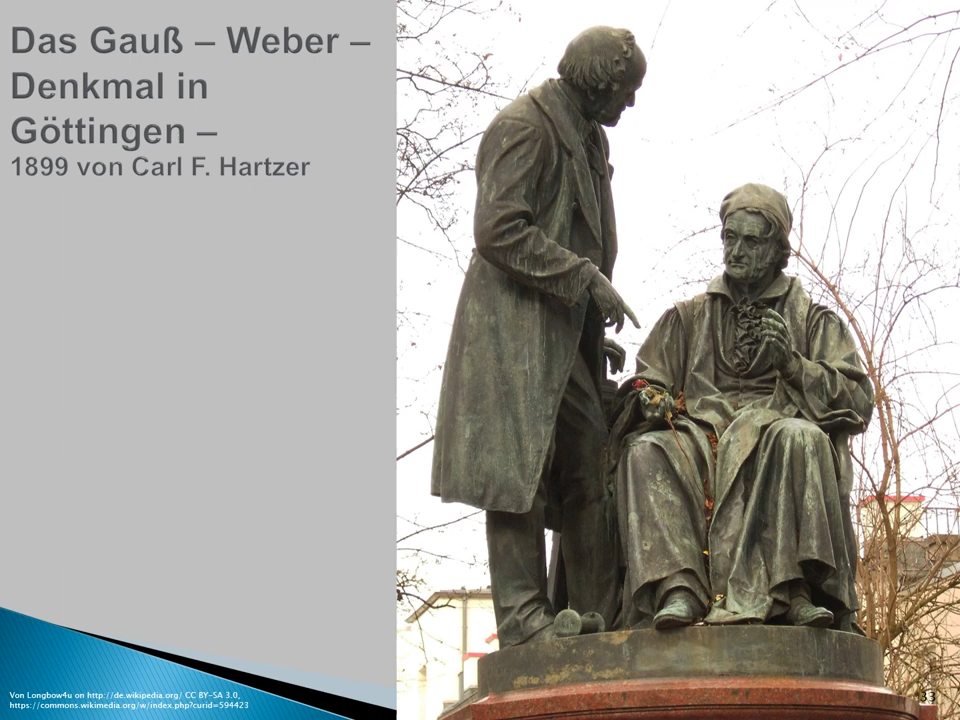 Das Gauß – Weber –
Denkmal in
Göttingen –
1899 von Carl F. Hartzer
Von Longbow4u on http://de.wikipedia.org/ CC BY-SA 3.0,
https://commons.wikimedia.org/w/index.php?curid=594423